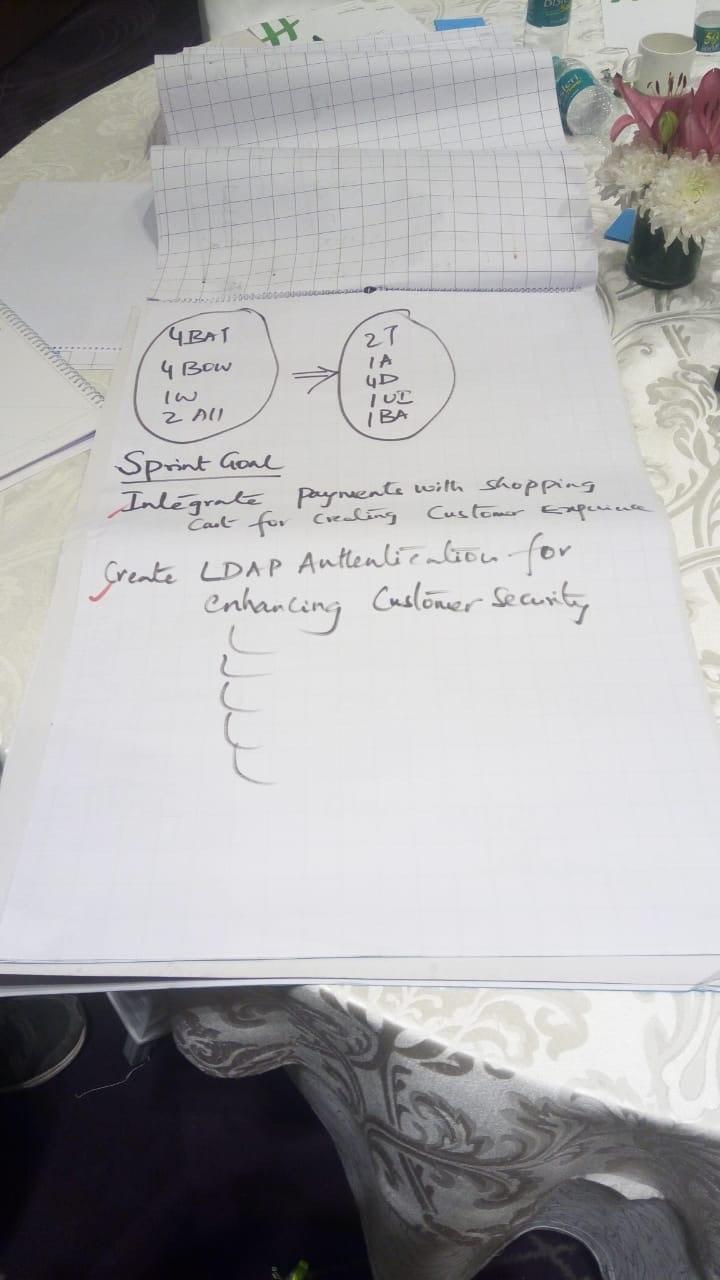 4 BAT
4 BOW
1 W
2 All
2 T
1 A
4 D
1 UI
1 BA
Sprint Goal
Integrate payments with shopping
cart for creating Customer Experience
Create LDAP Authentication for
enhancing Customer Security